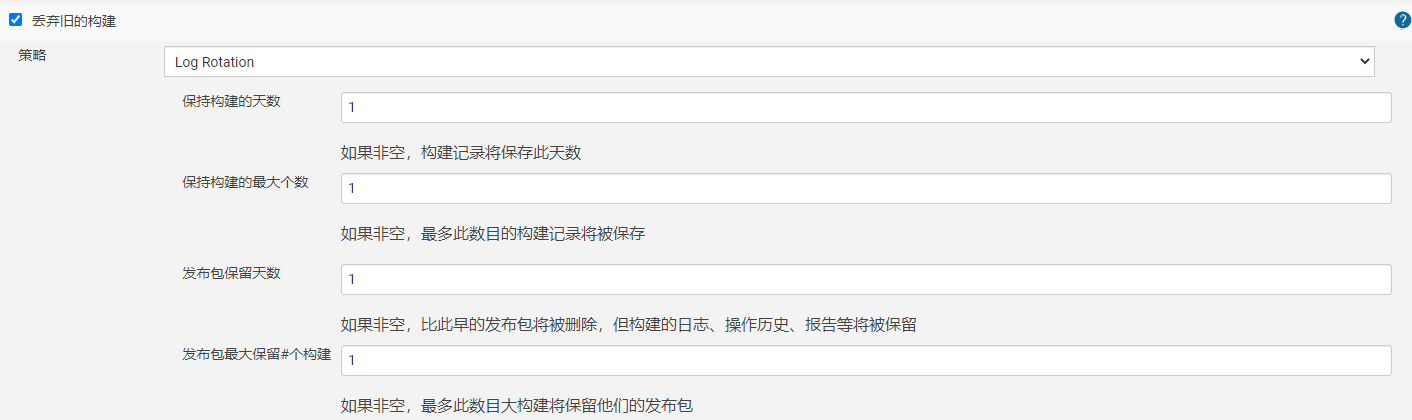 丢弃旧的构建
?
策略
Log Rotation
保持构建的天数
1
如果非空，构建记录将保存此天数
保持构建的最大个数
1
如果非空，最多此数目的构建记录将被保存
发布包保留天数
1
如果非空，比此早的发布包将被删除，但构建的日志、操作历史、报告等将被保留
发布包最大保留#个构建
1
如果非空，最多此数目大构建将保留他们的发布包